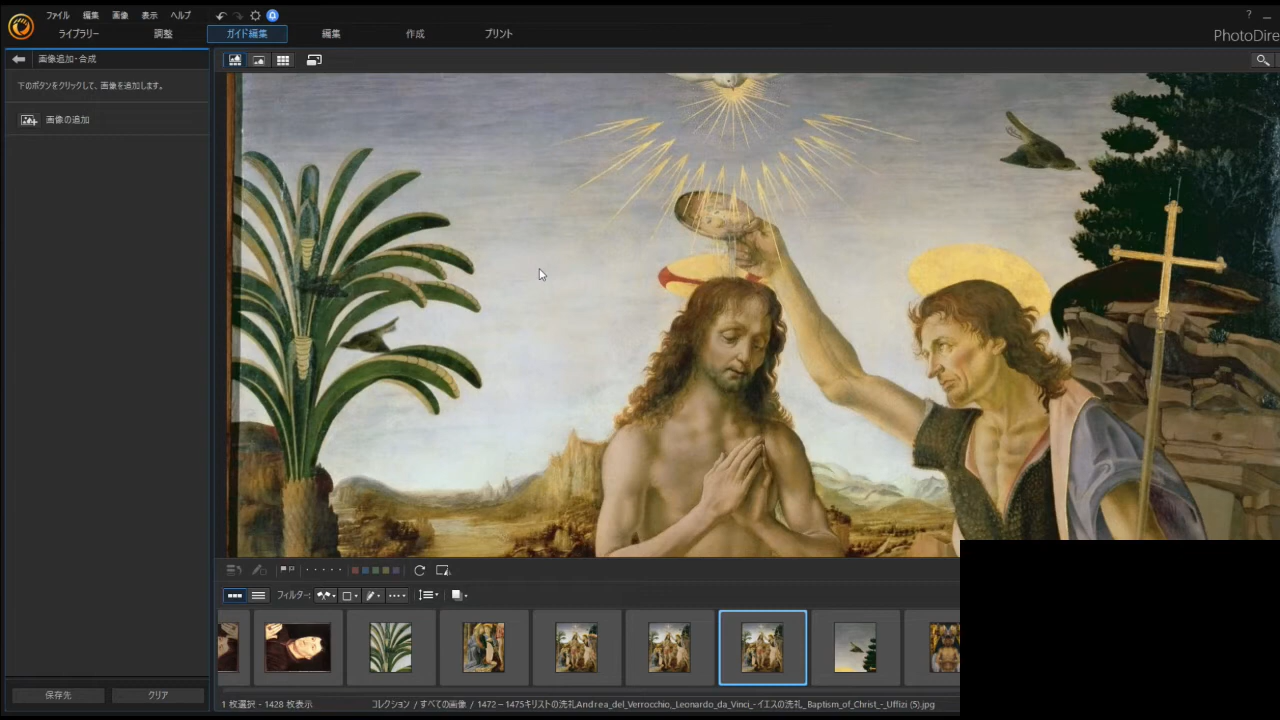 ファイル 編集 画像 表示 ヘルプ
?
ライブラリー 調整 ガイド編集 編集 作成 プリント
PhotoDire
画像追加・合成
下のボタンをクリックして、画像を追加します。
画像の追加
フィルター:
保存先 クリア
1 枚選択 - 1428 枚表示
コレクション / すべての画像 / 1472－1475キリストの洗礼Andrea_del_Verrocchio,_Leonardo_da_Vinci_-イエスの洗礼_Baptism_of_Christ_-_Uffizi (5).jpg